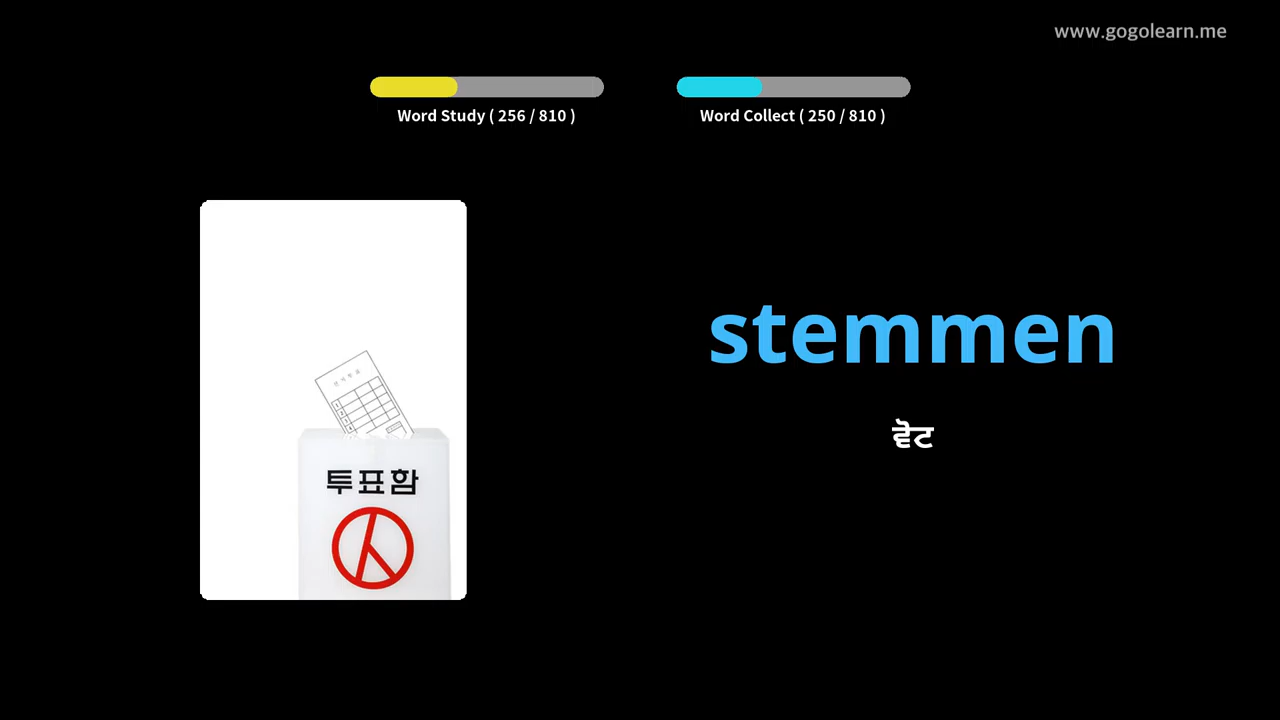 www.gogolearn.me
Word Study ( 256 / 810 )
Word Collect ( 250 / 810 )
stemmen
ਵੋਟ
투표함